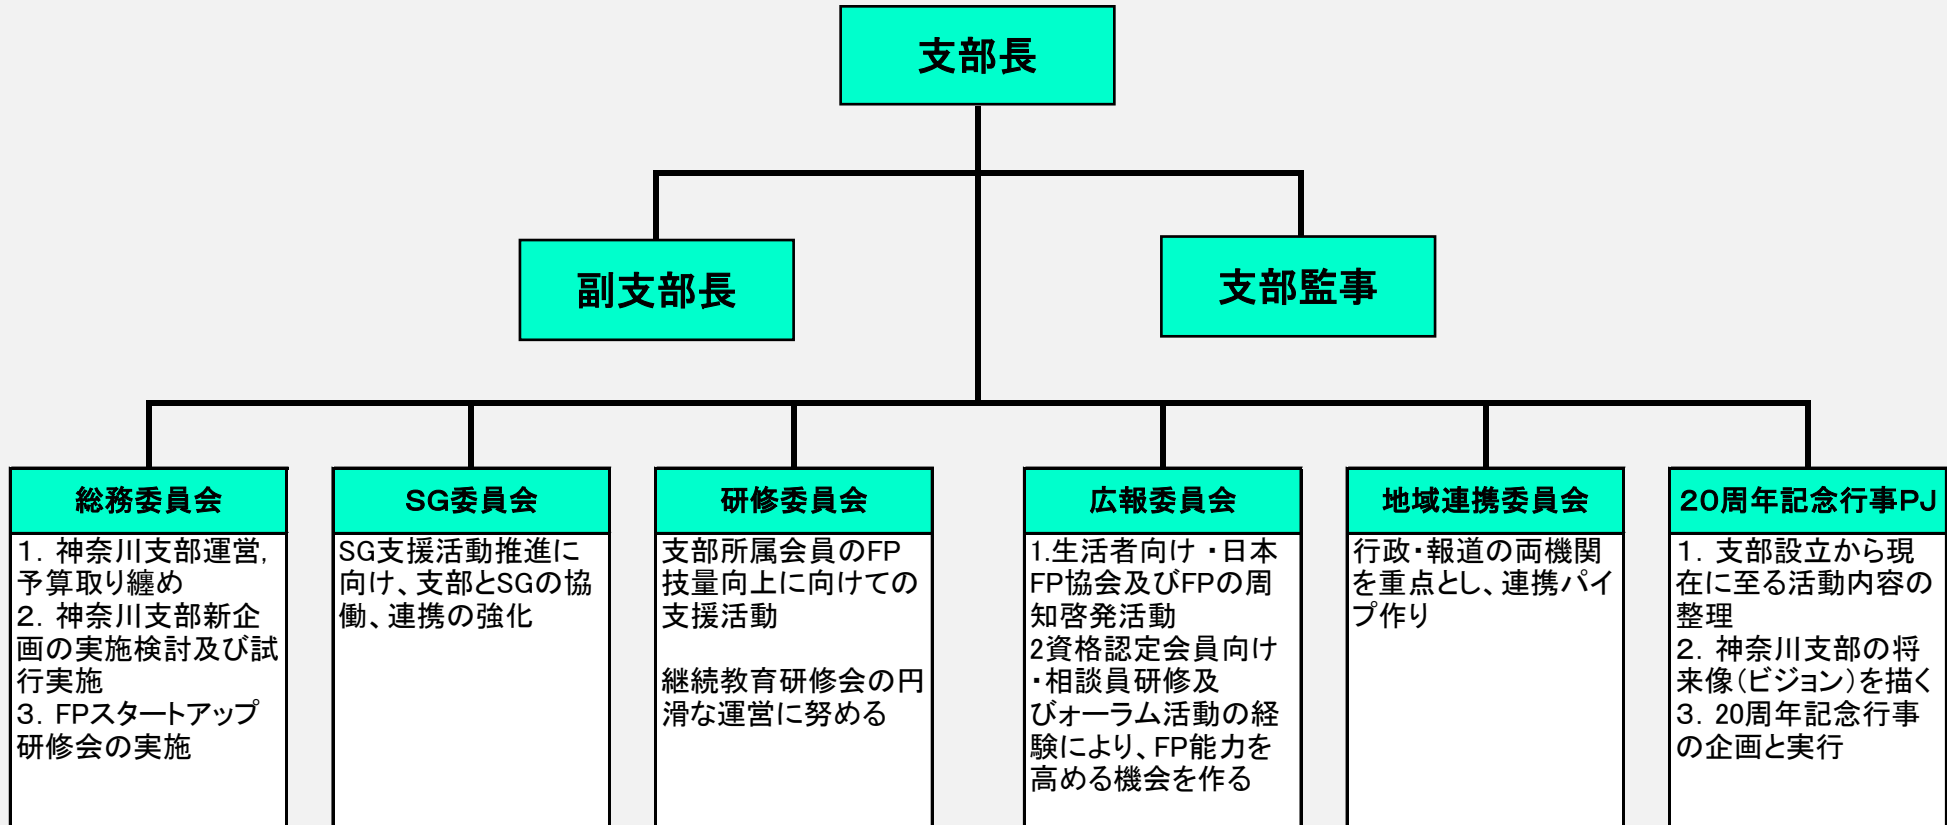 支部長
副支部長
支部監事
総務委員会
1．神奈川支部運営,
予算取り纏め
2．神奈川支部新企
画の実施検討及び試
行実施
3．FPスタートアップ
研修会の実施
SG委員会
SG支援活動推進に
向け、支部とSGの協
働、連携の強化
研修委員会
支部所属会員のFP
技量向上に向けての
支援活動
継続教育研修会の円
滑な運営に努める
広報委員会
1.生活者向け ・日本
FP協会及びFPの周
知啓発活動
2資格認定会員向け
・相談員研修及
びォーラム活動の経
験により、FP能力を
高める機会を作る
地域連携委員会
行政・報道の両機関
を重点とし、連携パイ
プ作り
20周年記念行事PJ
1．支部設立から現
在に至る活動内容の
整理
2．神奈川支部の将
来像（ビジョン）を描く
3．20周年記念行事
の企画と実行